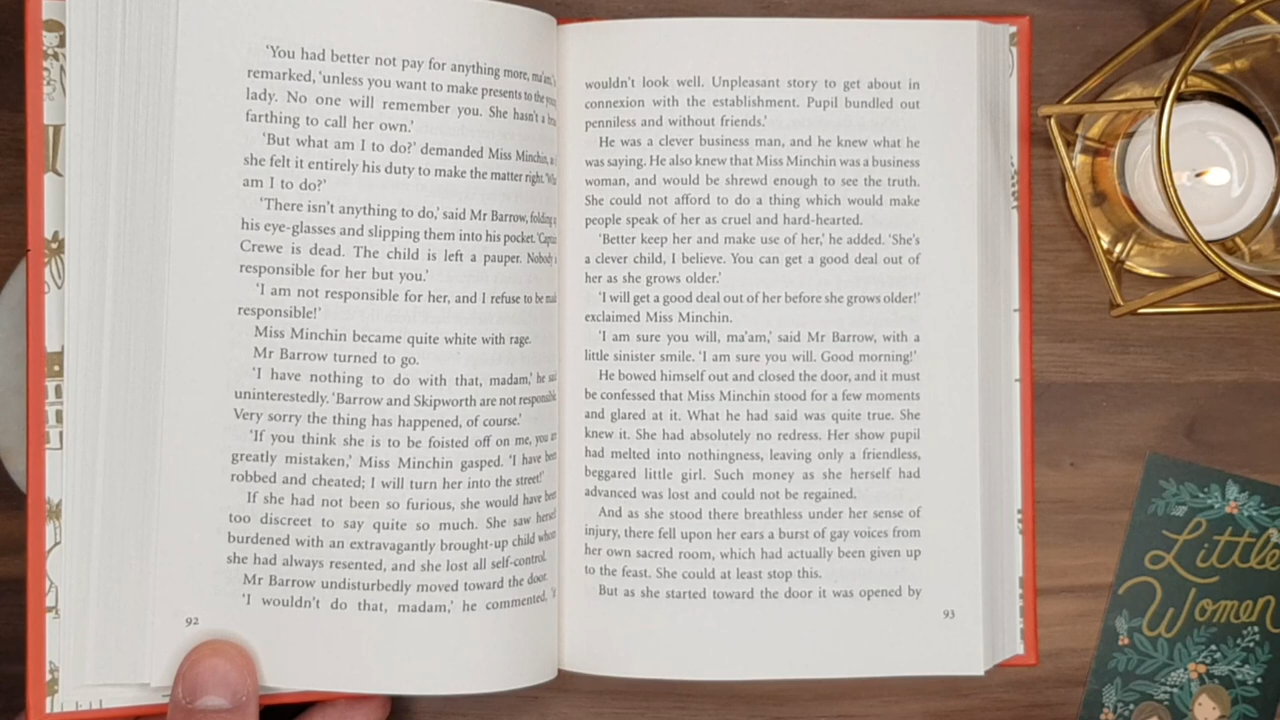 ‘You had better not pay for anything more, ma’am,’
remarked, ‘unless you want to make presents to the
lady. No one will remember you. She hasn’t a
farthing to call her own.’
‘But what am I to do?’ demanded Miss Minchin,
she felt it entirely his duty to make the matter right.
am I to do?’
‘There isn’t anything to do,’ said Mr Barrow, folding
his eye-glasses and slipping them into his pocket.
Crewe is dead. The child is left a pauper. Nobody
responsible for her but you.’
‘I am not responsible for her, and I refuse to be
responsible!’
Miss Minchin became quite white with rage.
Mr Barrow turned to go.
‘I have nothing to do with that, madam,’ he
uninterestedly. ‘Barrow and Skipworth are not responsible
Very sorry the thing has happened, of course.’
‘If you think she is to be foisted off on me, you
greatly mistaken,’ Miss Minchin gasped. ‘I have
robbed and cheated; I will turn her into the street!’
If she had not been so furious, she would have
too discreet to say quite so much. She saw herself
burdened with an extravagantly brought-up child whom
she had always resented, and she lost all self-control.
Mr Barrow undisturbedly moved toward the door.
‘I wouldn’t do that, madam,’ he commented,
92
wouldn’t look well. Unpleasant story to get about in
connexion with the establishment. Pupil bundled out
penniless and without friends.’
He was a clever business man, and he knew what he
was saying. He also knew that Miss Minchin was a business
woman, and would be shrewd enough to see the truth.
She could not afford to do a thing which would make
people speak of her as cruel and hard-hearted.
‘Better keep her and make use of her,’ he added. ‘She’s
a clever child, I believe. You can get a good deal out of
her as she grows older.’
‘I will get a good deal out of her before she grows older!’
exclaimed Miss Minchin.
‘I am sure you will, ma’am,’ said Mr Barrow, with a
little sinister smile. ‘I am sure you will. Good morning!’
He bowed himself out and closed the door, and it must
be confessed that Miss Minchin stood for a few moments
and glared at it. What he had said was quite true. She
knew it. She had absolutely no redress. Her show pupil
had melted into nothingness, leaving only a friendless,
beggared little girl. Such money as she herself had
advanced was lost and could not be regained.
And as she stood there breathless under her sense of
injury, there fell upon her ears a burst of gay voices from
her own sacred room, which had actually been given up
to the feast. She could at least stop this.
But as she started toward the door it was opened by
93
Little
Women